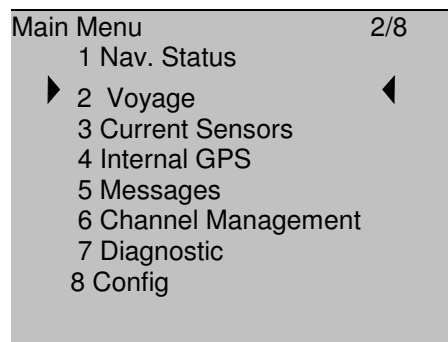 Main Menu 2/8
1 Nav. Status
2 Voyage
3 Current Sensors
4 Internal GPS
5 Messages
6 Channel Management
7 Diagnostic
8 Config